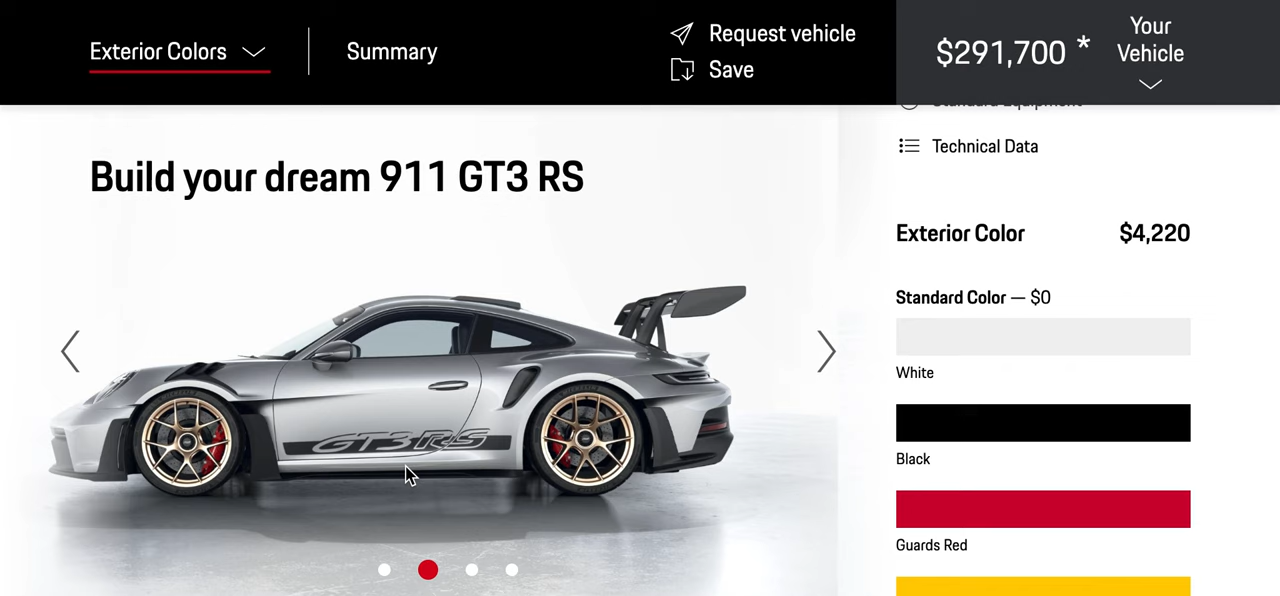 Exterior Colors
Summary
Request vehicle
Save
$291,700 *
Your
Vehicle
Technical Data
Build your dream 911 GT3 RS
Exterior Color
$4,220
Standard Color — $0
White
Black
Guards Red
GT3 RS